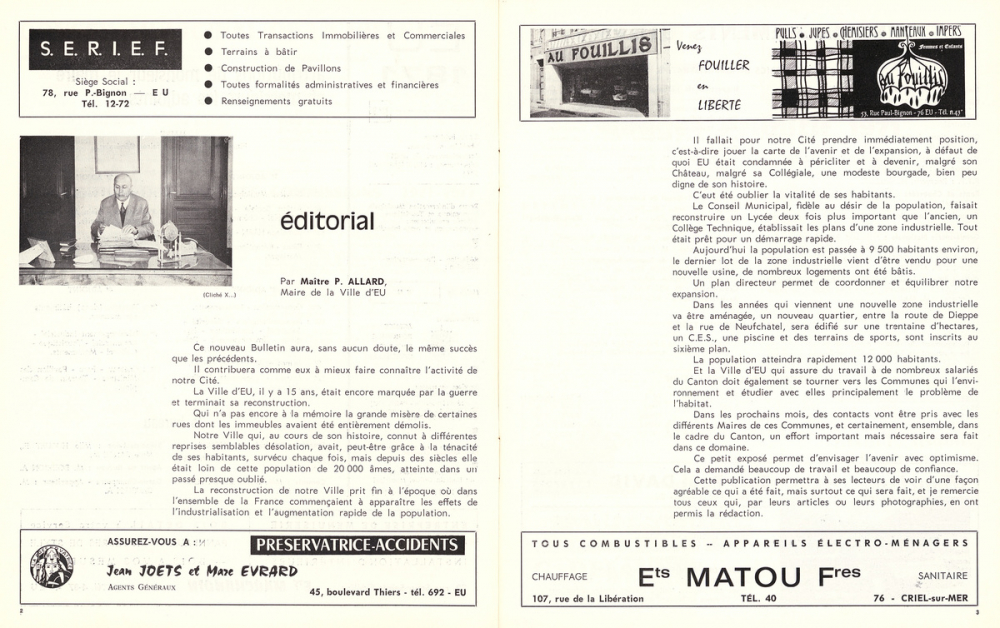 S. E. R. I. E. F.
Siège Social :
78, rue P.-Bignon — E U
Tél. 12-72
● Toutes Transactions Immobilières et Commerciales
● Terrains à bâtir
● Construction de Pavillons
● Toutes formalités administratives et financières
● Renseignements gratuits
(Cliché X...)
éditorial
Par Maître P. ALLARD,
Maire de la Ville d'EU
Ce nouveau Bulletin aura, sans aucun doute, le même succès
que les précédents.
Il contribuera comme eux à mieux faire connaître l'activité de
notre Cité.
La Ville d'EU, il y a 15 ans, était encore marquée par la guerre
et terminait sa reconstruction.
Qui n'a pas encore à la mémoire la grande misère de certaines
rues dont les immeubles avaient été entièrement démolis.
Notre Ville qui, au cours de son histoire, connut à différentes
reprises semblables désolation, avait, peut-être grâce à la ténacité
de ses habitants, survécu chaque fois, mais depuis des siècles elle
était loin de cette population de 20 000 âmes, atteinte dans un
passé presque oublié.
La reconstruction de notre Ville prit fin à l'époque où dans
l'ensemble de la France commençaient à apparaître les effets de
l'industrialisation et l'augmentation rapide de la population.
ASSUREZ-VOUS A :
PRESERVATRICE-ACCIDENTS
Jean JOETS et Marc EVRARD
AGENTS GÉNÉRAUX
45, boulevard Thiers - tél. 692 - EU
2
AU FOUILLIS
Venez
FOUILLER
en
LIBERTE
PULLS • JUPES • CHEMISIERS • MANTEAUX • IMPERS
Femmes et Enfants
Au Fouillis
53, Rue Paul-Bignon - 76 EU - Tél. n.47
Il fallait pour notre Cité prendre immédiatement position,
c'est-à-dire jouer la carte de l'avenir et de l'expansion, à défaut de
quoi EU était condamnée à péricliter et à devenir, malgré son
Château, malgré sa Collégiale, une modeste bourgade, bien peu
digne de son histoire.
C'eut été oublier la vitalité de ses habitants.
Le Conseil Municipal, fidèle au désir de la population, faisait
reconstruire un Lycée deux fois plus important que l'ancien, un
Collège Technique, établissait les plans d'une zone industrielle. Tout
était prêt pour un démarrage rapide.
Aujourd'hui la population est passée à 9 500 habitants environ,
le dernier lot de la zone industrielle vient d'être vendu pour une
nouvelle usine, de nombreux logements ont été bâtis.
Un plan directeur permet de coordonner et équilibrer notre
expansion.
Dans les années qui viennent une nouvelle zone industrielle
va être aménagée, un nouveau quartier, entre la route de Dieppe
et la rue de Neufchatel, sera édifié sur une trentaine d'hectares,
un C.E.S., une piscine et des terrains de sports, sont inscrits au
sixième plan.
La population atteindra rapidement 12 000 habitants.
Et la Ville d'EU qui assure du travail à de nombreux salariés
du Canton doit également se tourner vers les Communes qui l'envi-
ronnement et étudier avec elles principalement le problème de
l'habitat.
Dans les prochains mois, des contacts vont être pris avec les
différents Maires de ces Communes, et certainement, ensemble, dans
le cadre du Canton, un effort important mais nécessaire sera fait
dans ce domaine.
Ce petit exposé permet d'envisager l'avenir avec optimisme.
Cela a demandé beaucoup de travail et beaucoup de confiance.
Cette publication permettra à ses lecteurs de voir d'une façon
agréable ce qui a été fait, mais surtout ce qui sera fait, et je remercie
tous ceux qui, par leurs articles ou leurs photographies, en ont
permis la rédaction.
TOUS COMBUSTIBLES -- APPAREILS ÉLECTRO-MÉNAGERS
CHAUFFAGE
Ets MATOU Fres
SANITAIRE
107, rue de la Libération
TÉL. 40
76 - CRIEL-sur-MER
3